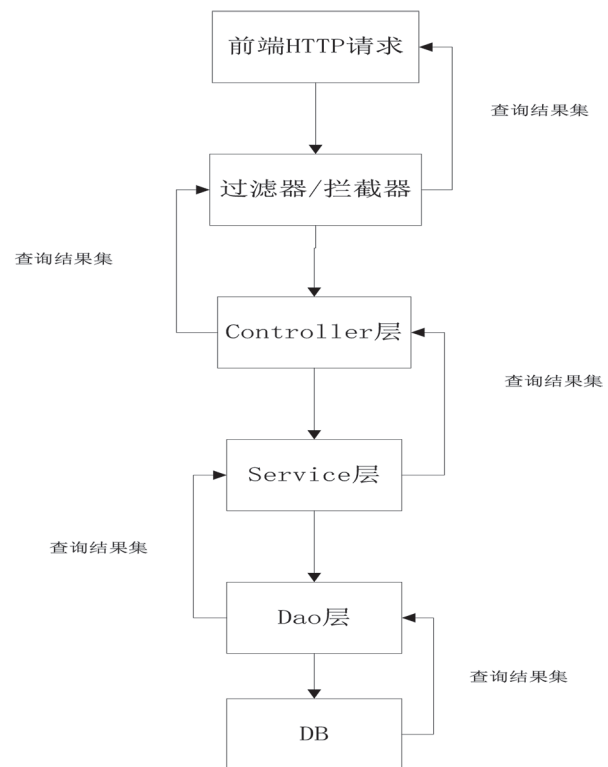 前端HTTP请求
查询结果集
过滤器/拦截器
查询结果集
Controller层
查询结果集
Service层
查询结果集
Dao层
查询结果集
DB